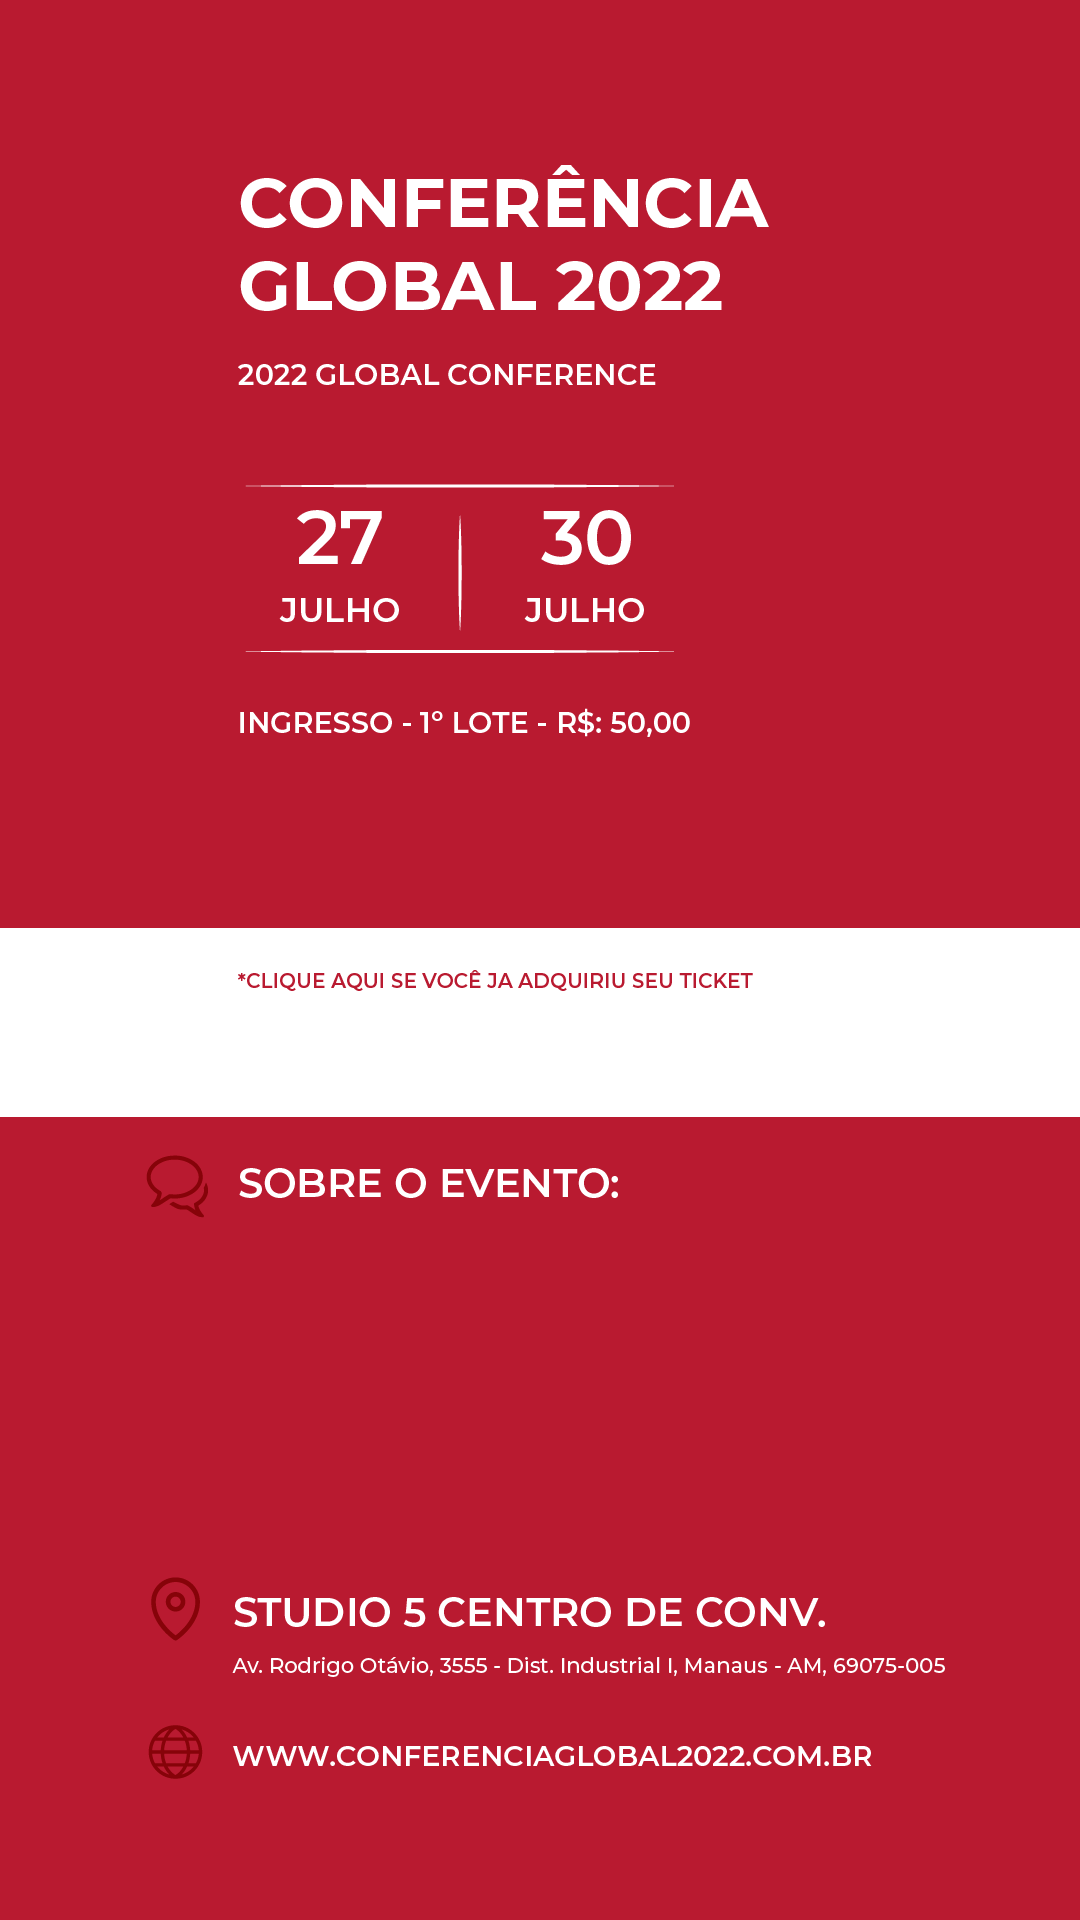 CONFERÊNCIA
GLOBAL 2022
2022 GLOBAL CONFERENCE
27 30
JULHO JULHO
INGRESSO - 1º LOTE - R$: 50,00
*CLIQUE AQUI SE VOCÊ JA ADQUIRIU SEU TICKET
SOBRE O EVENTO:
STUDIO 5 CENTRO DE CONV.
Av. Rodrigo Otávio, 3555 - Dist. Industrial I, Manaus - AM, 69075-005
WWW.CONFERENCIAGLOBAL2022.COM.BR